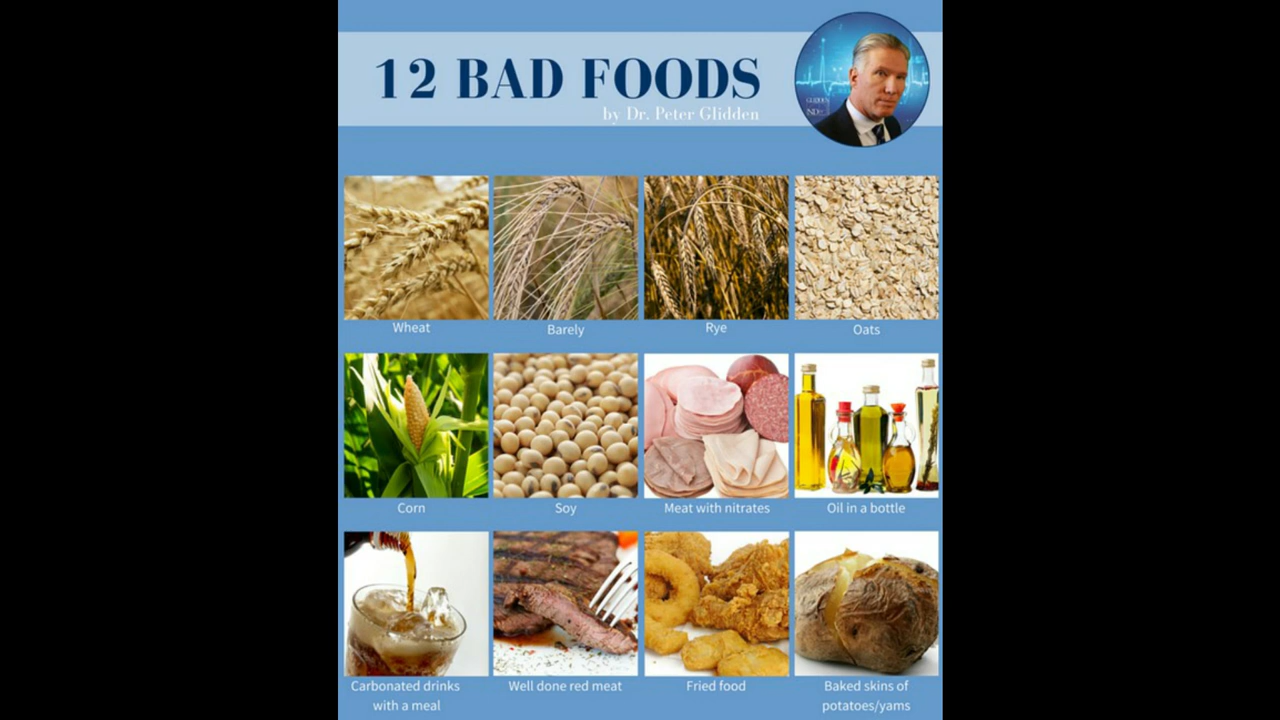 12 BAD FOODS
by Dr. Peter Glidden
Wheat
Barely
Rye
Oats
Corn
Soy
Meat with nitrates
Oil in a bottle
Carbonated drinks
with a meal
Well done red meat
Fried food
Baked skins of
potatoes/yams